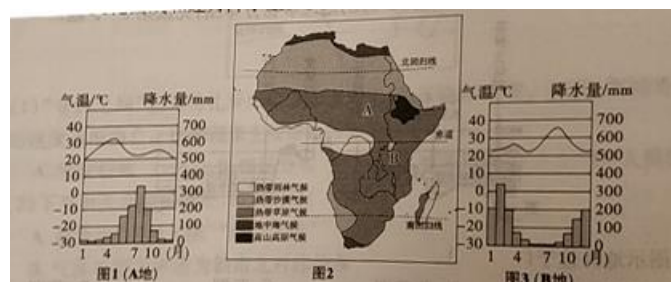 气温/℃ 降水量/mm
40 700
30 600
20 500
10 400
0 300
-10 200
-20 100
-30 0
1 4 7 10 (月)
图1 (A地)
北回归线
A
赤道
B
南回归线
热带雨林气候
热带沙漠气候
热带草原气候
地中海气候
高山高原气候
图2
气温/℃ 降水量/mm
40 700
30 600
20 500
10 400
0 300
-10 200
-20 100
-30 0
1 4 7 10 (月)
图3 (B地)